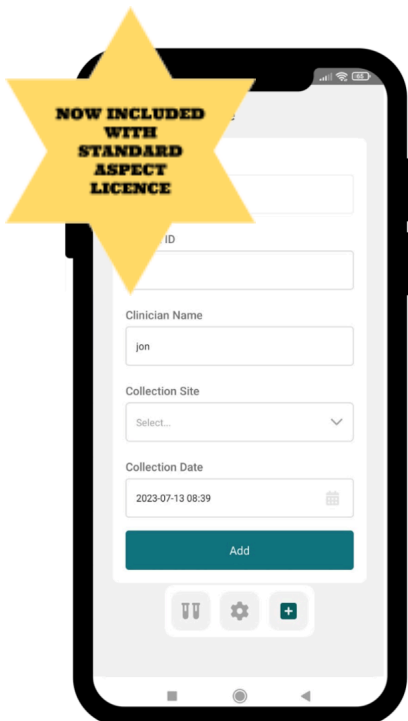 NOW INCLUDED
WITH
STANDARD
ASPECT
LICENCE
ID
Clinician Name
jon
Collection Site
Select...
Collection Date
2023-07-13 08:39
Add